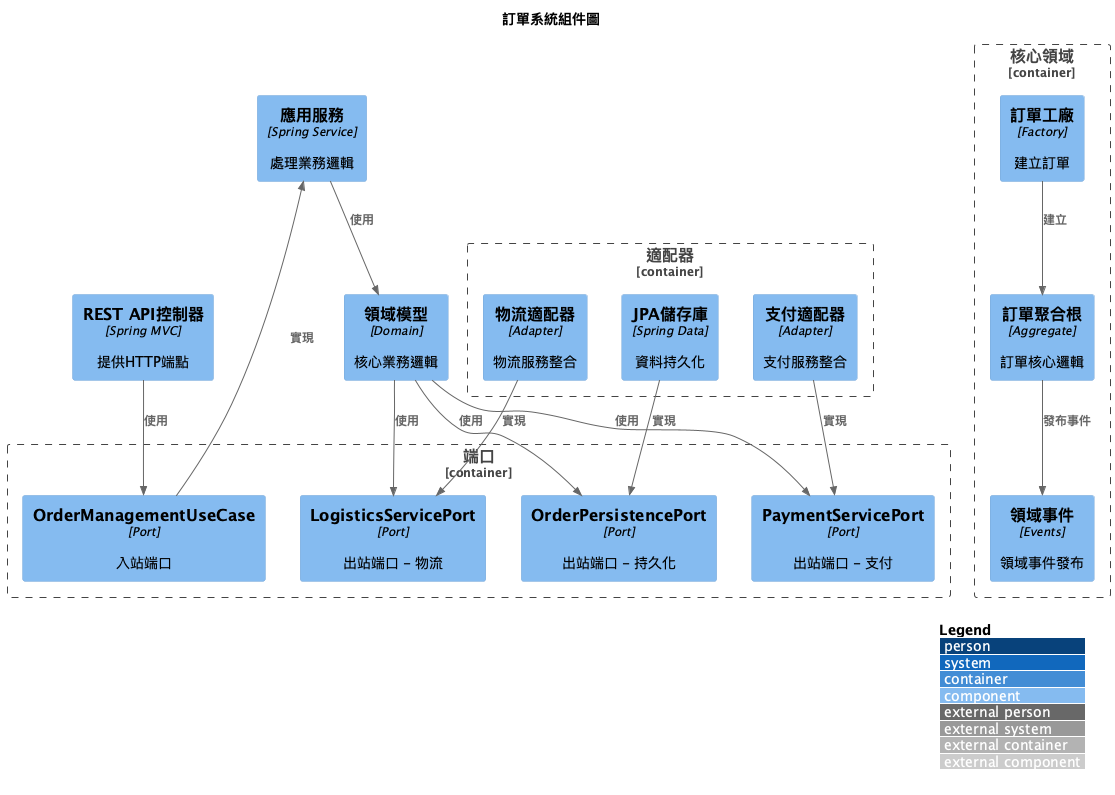 訂單系統組件圖
核心領域
[container]
訂單工廠
[Factory]
建立訂單
應用服務
[Spring Service]
處理業務邏輯
使用
建立
適配器
[container]
REST API控制器
[Spring MVC]
提供HTTP端點
實現
領域模型
[Domain]
核心業務邏輯
物流適配器
[Adapter]
物流服務整合
JPA儲存庫
[Spring Data]
資料持久化
支付適配器
[Adapter]
支付服務整合
訂單聚合根
[Aggregate]
訂單核心邏輯
使用
使用
使用
實現
使用
實現
實現
發布事件
端口
[container]
OrderManagementUseCase
[Port]
入站端口
LogisticsServicePort
[Port]
出站端口 – 物流
OrderPersistencePort
[Port]
出站端口 – 持久化
PaymentServicePort
[Port]
出站端口 – 支付
領域事件
[Events]
領域事件發布
Legend
person
system
container
component
external person
external system
external container
external component